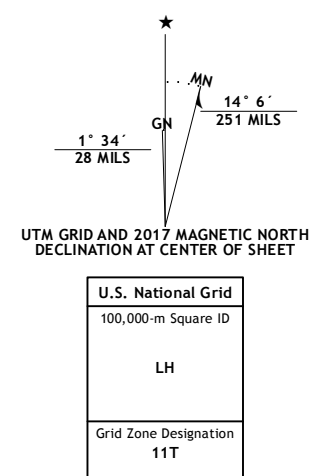 ★
MN
GN
14° 6´
251 MILS
1° 34´
28 MILS
UTM GRID AND 2017 MAGNETIC NORTH
DECLINATION AT CENTER OF SHEET
U.S. National Grid
100,000-m Square ID
LH
Grid Zone Designation
11T